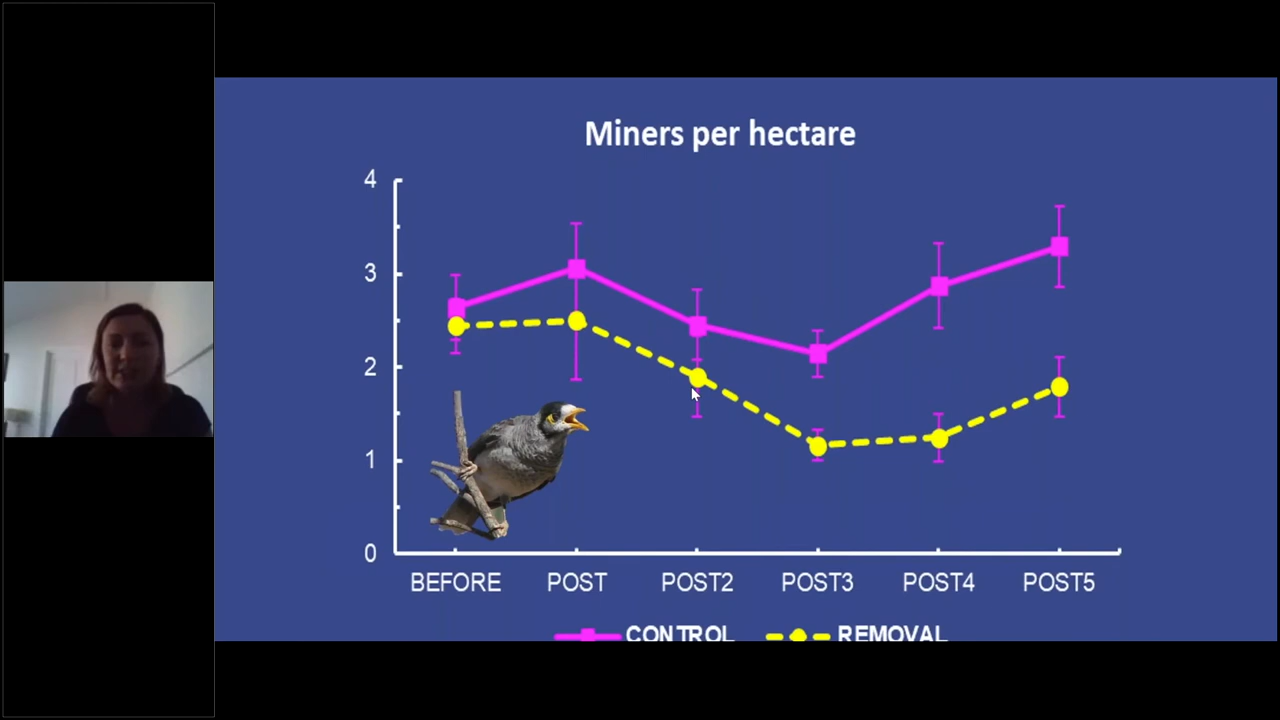 Miners per hectare
4
3
2
1
0
BEFORE POST POST2 POST3 POST4 POST5
CONTROL REMOVAL